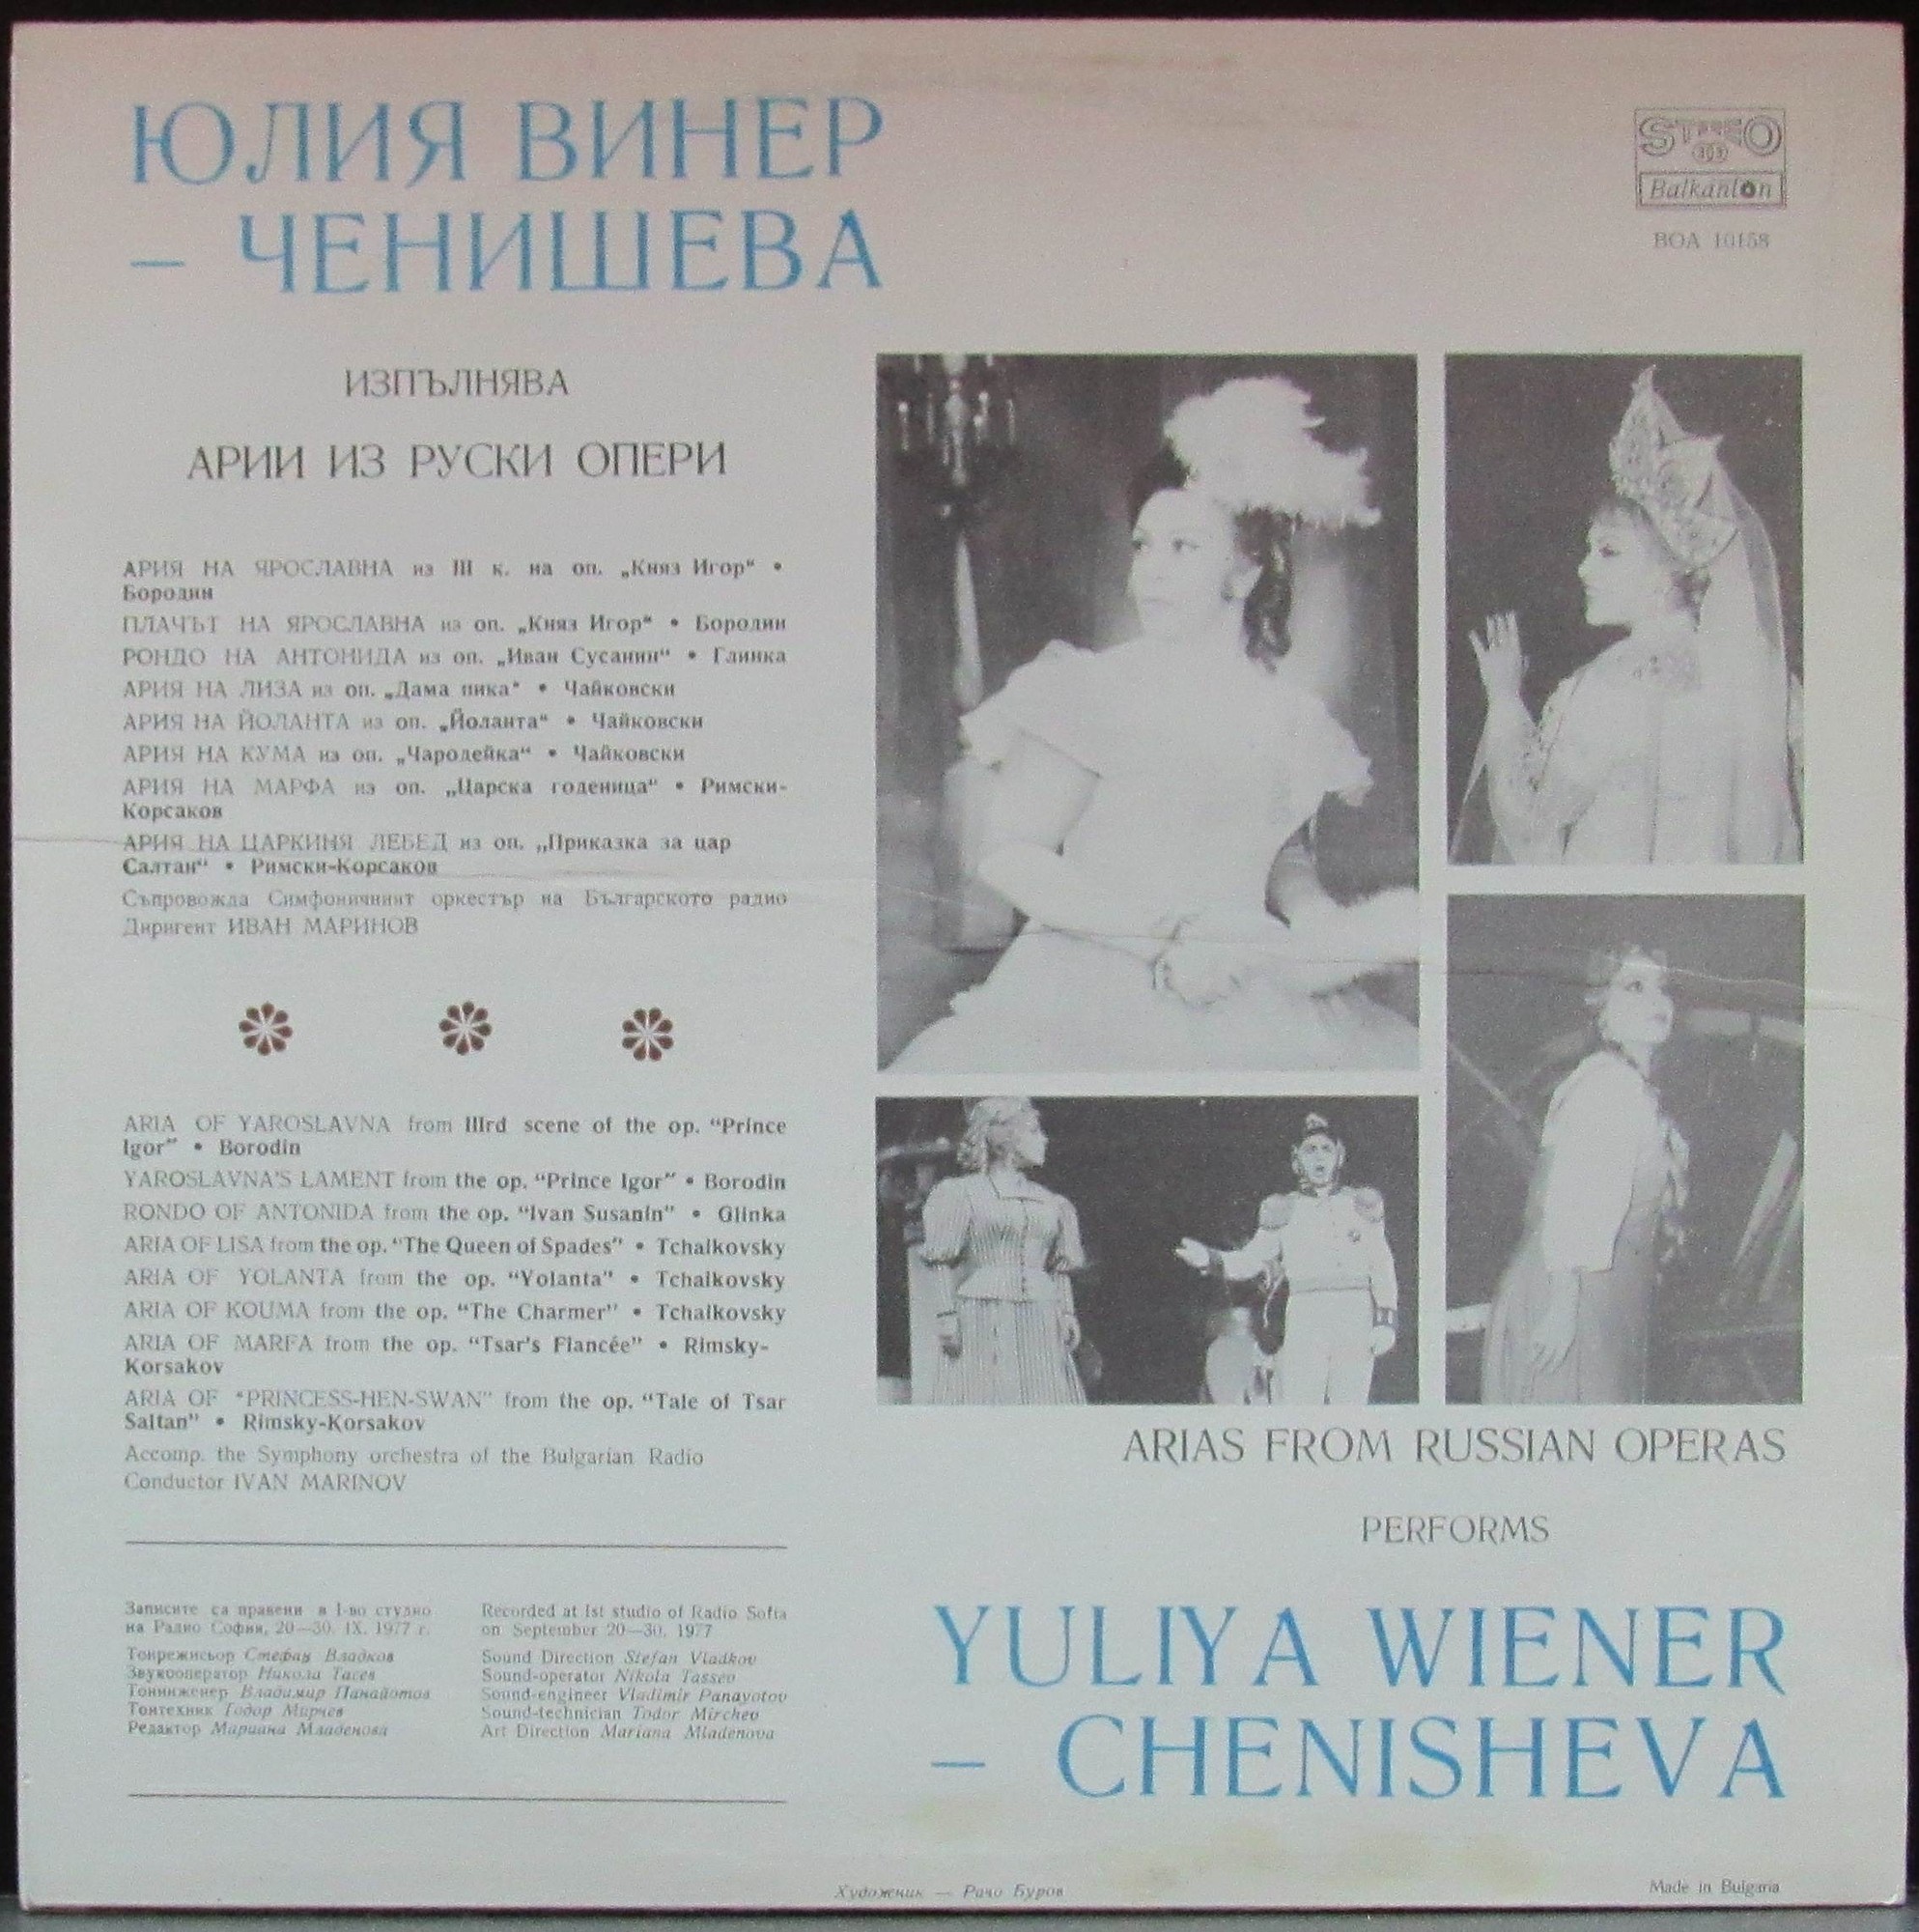 ЮЛИЯ ВИНЕР
– ЧЕНИШЕВА
STEREO
Balkanton
ВОА 10158
ИЗПЪЛНЯВА
АРИИ ИЗ РУСКИ ОПЕРИ
АРИЯ НА ЯРОСЛАВНА из III к. на оп. „Княз Игор“ •
Бородин
ПЛАЧЪТ НА ЯРОСЛАВНА из оп. „Княз Игор“ • Бородин
РОНДО НА АНТОНИДА из оп. „Иван Сусанин“ • Глинка
АРИЯ НА ЛИЗА из оп. „Дама пика“ • Чайковски
АРИЯ НА ЙОЛАНТА из оп. „Йоланта“ • Чайковски
АРИЯ НА КУМА из оп. „Чародейка“ • Чайковски
АРИЯ НА МАРФА из оп. „Царска годеница“ • Римски-
Корсаков
АРИЯ НА ЦАРКИНЯ ЛЕБЕД из оп. „Приказка за цар
Салтан“ • Римски-Корсаков
Съпровожда Симфоничният оркестър на Българското радио
Диригент ИВАН МАРИНОВ
ARIA OF YAROSLAVNA from IIIrd scene of the op. “Prince
Igor” • Borodin
YAROSLAVNA'S LAMENT from the op. “Prince Igor” • Borodin
RONDO OF ANTONIDA from the op. “Ivan Susanin” • Glinka
ARIA OF LISA from the op. “The Queen of Spades” • Tchaikovsky
ARIA OF YOLANTA from the op. “Yolanta” • Tchaikovsky
ARIA OF KOUMA from the op. “The Charmer” • Tchaikovsky
ARIA OF MARFA from the op. “Tsar's Fiancée” • Rimsky-
Korsakov
ARIA OF “PRINCESS-HEN-SWAN” from the op. “Tale of Tsar
Saltan” • Rimsky-Korsakov
Accomp. the Symphony orchestra of the Bulgarian Radio
Conductor IVAN MARINOV
ARIAS FROM RUSSIAN OPERAS
PERFORMS
YULIYA WIENER
– CHENISHEVA
Записите са правени в I-во студио
на Радио София, 20—30. IX. 1977 г.
Тонрежисьор Стефан Владков
Звукооператор Никола Тасев
Тонинженер Владимир Панайотов
Тонтехник Тодор Мирчев
Редактор Мариана Младенова
Recorded at Ist studio of Radio Sofia
on September 20—30. 1977
Sound Direction Stefan Vladkov
Sound-operator Nikola Tassev
Sound-engineer Vladimir Panayotov
Sound-technician Todor Mirchev
Art Direction Mariana Mladenova
Художник — Рачо Буров
Made in Bulgaria